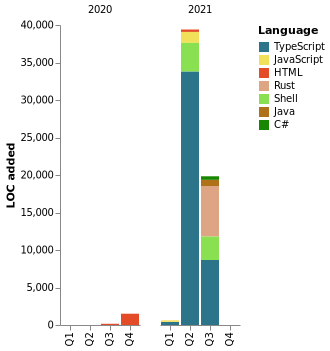 2020 2021
Language
TypeScript
JavaScript
HTML
Rust
Shell
Java
C#
LOC added
40,000
35,000
30,000
25,000
20,000
15,000
10,000
5,000
0
Q1 Q2 Q3 Q4 Q1 Q2 Q3 Q4